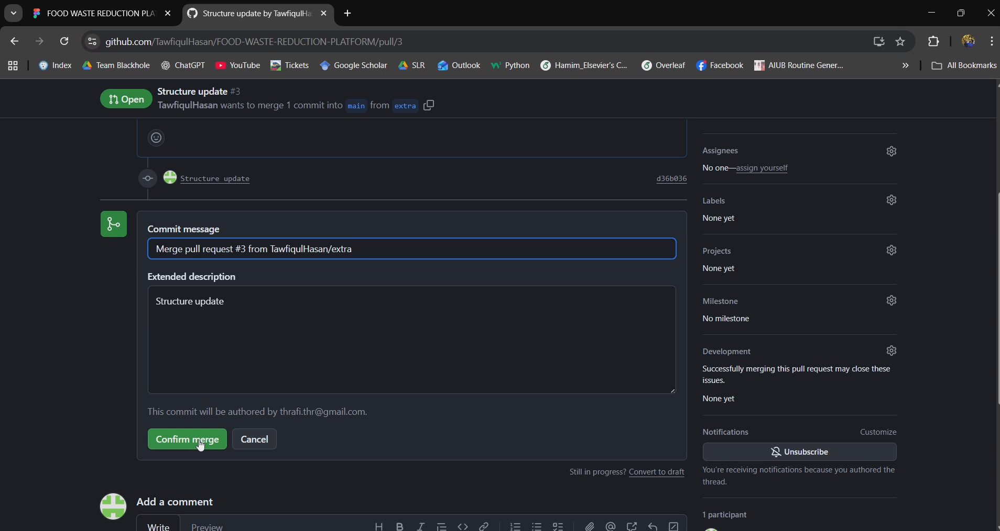 FOOD WASTE REDUCTION PLA
Structure update by TawfiqulHa
github.com/TawfiqulHasan/FOOD-WASTE-REDUCTION-PLATFORM/pull/3
Index
Team Blackhole
ChatGPT
YouTube
Tickets
Google Scholar
SLR
Outlook
Python
Hamim_Elsevier's C...
Overleaf
Facebook
AIUB Routine Gener...
All Bookmarks
Open
Structure update #3
TawfiqulHasan wants to merge 1 commit into main from extra
Structure update
d36b036
Commit message
Merge pull request #3 from TawfiqulHasan/extra
Extended description
Structure update
This commit will be authored by thrafi.thr@gmail.com.
Confirm merge
Cancel
Still in progress? Convert to draft
Add a comment
Write
Preview
Assignees
No one—assign yourself
Labels
None yet
Projects
None yet
Milestone
No milestone
Development
Successfully merging this pull request may close these
issues.
None yet
Notifications
Customize
Unsubscribe
You're receiving notifications because you authored the
thread.
1 participant